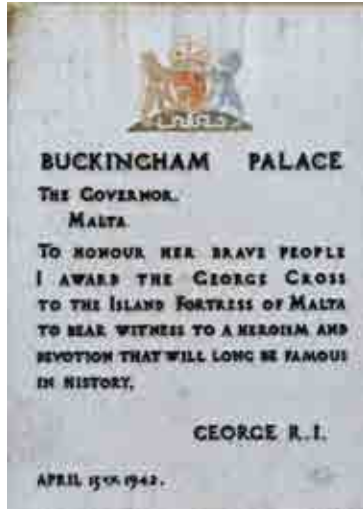 BUCKINGHAM PALACE
THE GOVERNOR.
MALTA
TO HONOUR HER BRAVE PEOPLE
I AWARD THE GEORGE CROSS
TO THE ISLAND FORTRESS OF MALTA
TO BEAR WITNESS TO A HEROISM AND
DEVOTION THAT WILL LONG BE FAMOUS
IN HISTORY.
GEORGE R.I.
APRIL 15TH 1942.